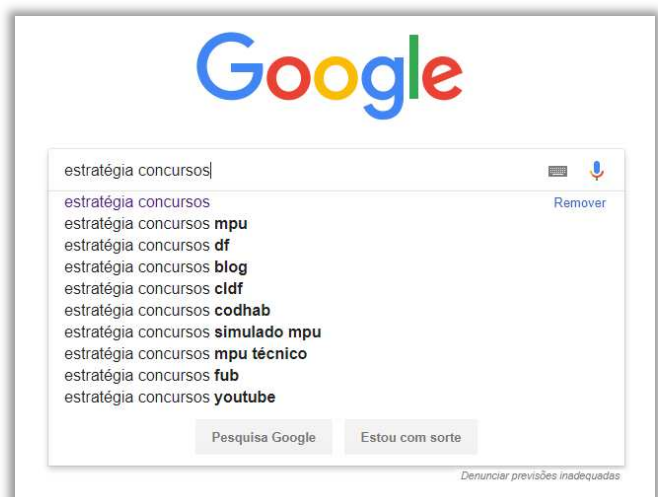 Google
estratégia concursos
estratégia concursos Remover
estratégia concursos mpu
estratégia concursos df
estratégia concursos blog
estratégia concursos cldf
estratégia concursos codhab
estratégia concursos simulado mpu
estratégia concursos mpu técnico
estratégia concursos fub
estratégia concursos youtube
Pesquisa Google Estou com sorte
Denunciar previsões inadequadas